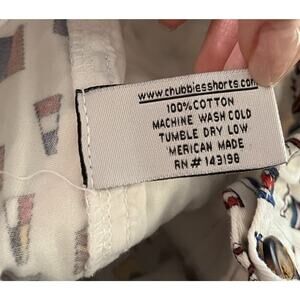 www.chubbiesshorts.com
100%COTTON
MACHINE WASH COLD
TUMBLE DRY LOW
'MERICAN MADE
RN# 143198